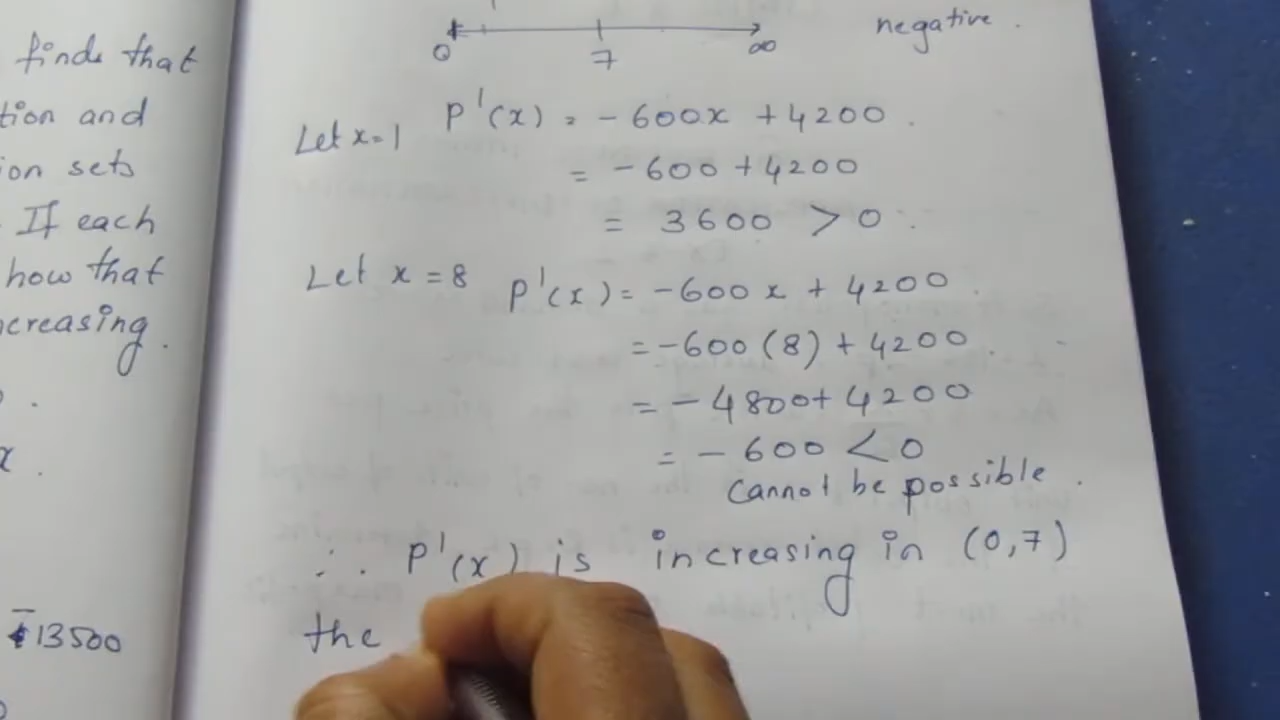 finds that
tion and
ion sets
If each
how that
creasing.
x.
13500
0 7 ∞ negative.
Let x=1 P'(x) = -600x + 4200.
= -600 + 4200
= 3600 > 0.
Let x = 8 P'(x) = -600x + 4200.
= -600(8) + 4200.
= -4800 + 4200
= -600 < 0
Cannot be possible.
∴ P'(x) is increasing in (0,7)
the